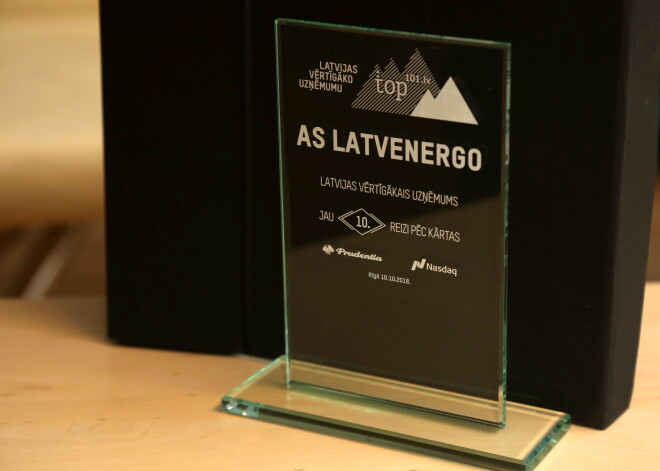 LATVIJAS
VĒRTĪGĀKO
UZŅĒMUMU
top 101.lv
AS LATVENERGO
LATVIJAS VĒRTĪGĀKAIS UZŅĒMUMS
JAU 10. REIZI PĒC KĀRTAS
Prudentia Nasdaq
Rīgā 10.10.2018.